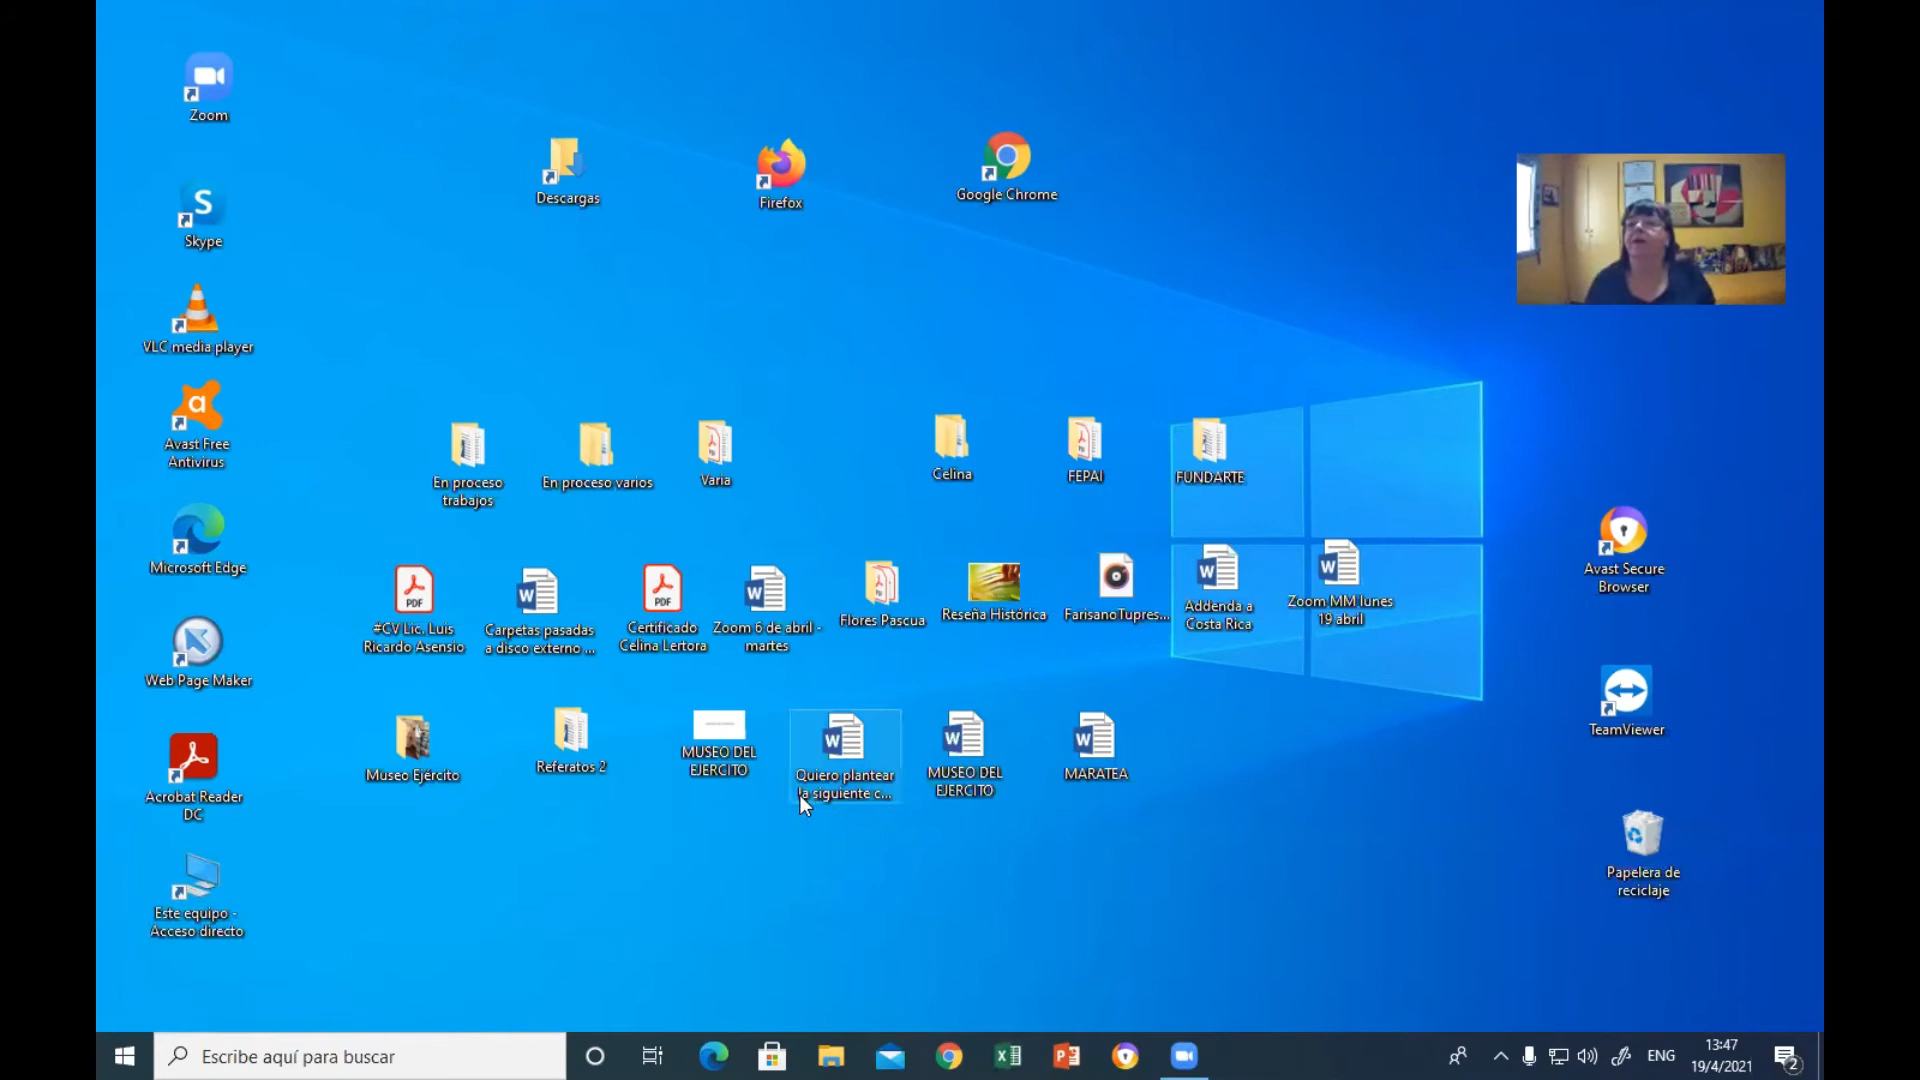 Zoom
Descargas
Firefox
Google Chrome
Skype
VLC media player
Avast Free
Antivirus
En proceso
trabajos
En proceso varios
Varia
Celina
FEPAI
FUNDARTE
Microsoft Edge
Avast Secure
Browser
PDF
#CV Lic. Luis
Ricardo Asensio
Carpetas pasadas
a disco externo ...
PDF
Certificado
Celina Lertora
Zoom 6 de abril -
martes
Flores Pascua
Reseña Histórica
FarisanoTupres...
Addenda a
Costa Rica
Zoom MM lunes
19 abril
Web Page Maker
TeamViewer
Acrobat Reader
DC
Museo Ejército
Referatos 2
MUSEO DEL
EJERCITO
Quiero plantear
la siguiente c...
MUSEO DEL
EJERCITO
MARATEA
Papelera de
reciclaje
Este equipo -
Acceso directo
Escribe aquí para buscar
ENG
13:47
19/4/2021
2